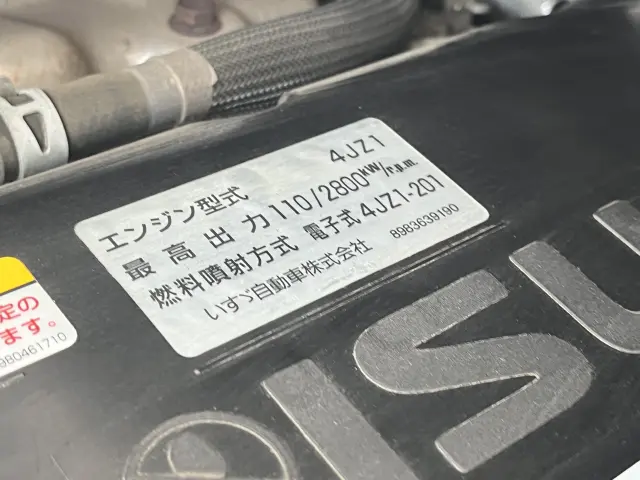 エンジン型式 4JZ1
最高出力 110/2800kW/r.p.m.
燃料噴射方式 電子式 4JZ1-201
いすゞ自動車株式会社 8983639190
定の
ます。
980461710
ISU